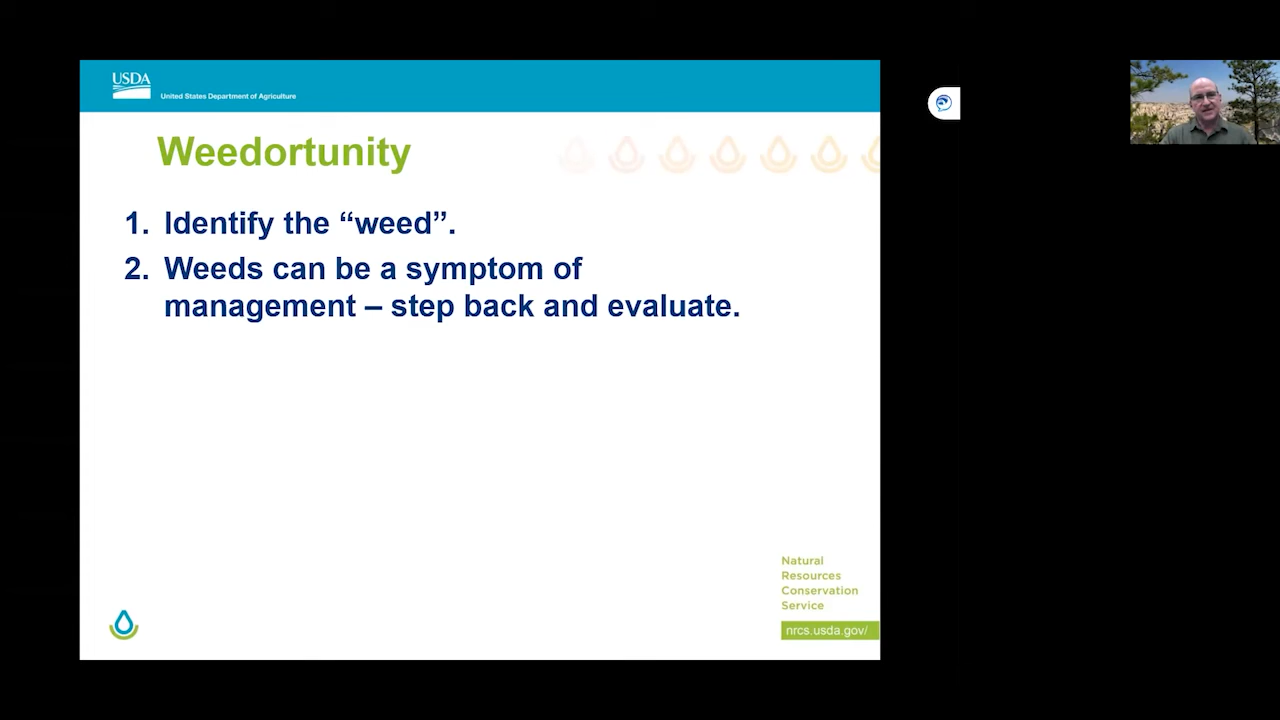 USDA
United States Department of Agriculture
Weedortunity
1. Identify the “weed”.
2. Weeds can be a symptom of
management – step back and evaluate.
Natural
Resources
Conservation
Service
nrcs.usda.gov/